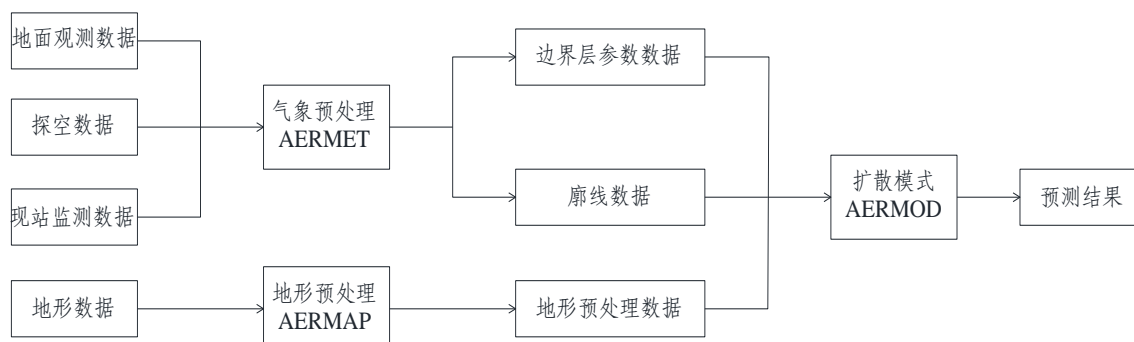 地面观测数据
探空数据
现站监测数据
地形数据
气象预处理
AERMET
地形预处理
AERMAP
边界层参数数据
廓线数据
地形预处理数据
扩散模式
AERMOD
预测结果